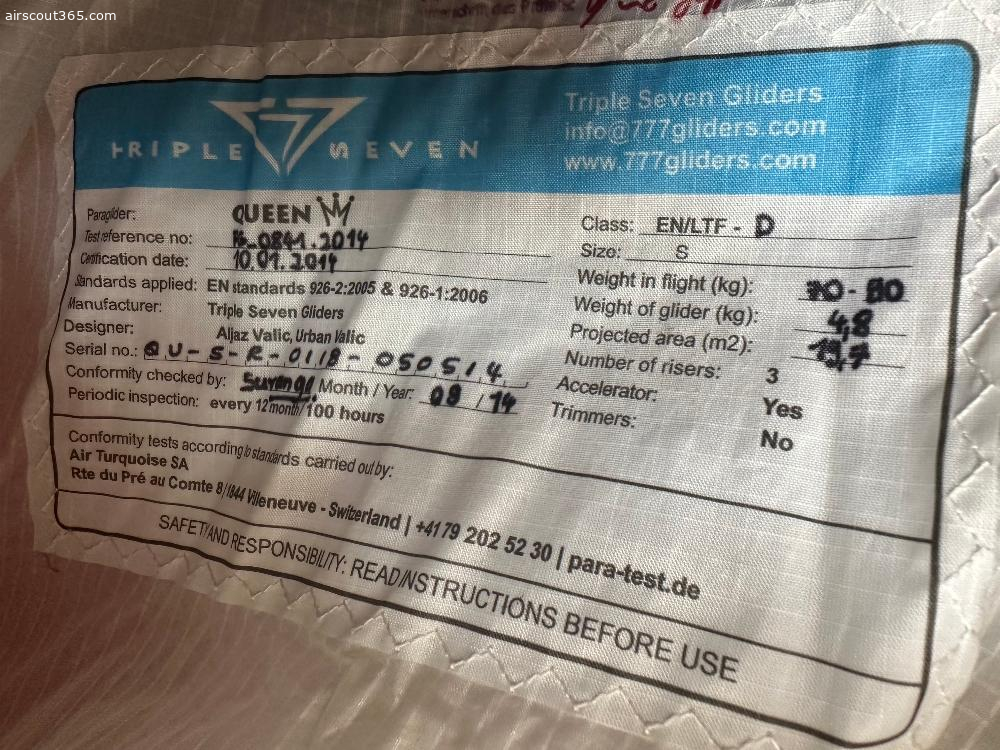 airscout365.com
TRIPLE SEVEN
Triple Seven Gliders
info@777gliders.com
www.777gliders.com
Paraglider: QUEEN
Test reference no: 0841.2014
Certification date: 10.01.2014
Standards applied: EN standards 926-2:2005 & 926-1:2006
Manufacturer: Triple Seven Gliders
Designer: Aljaz Valic, Urban Valic
Serial no.: QU-S-R-0118-050514
Conformity checked by: Month / Year: 08 / 14
Periodic inspection: every 12 month/100 hours
Class: EN/LTF - D
Size: S
Weight in flight (kg): - 80
Weight of glider (kg): 4,8
Projected area (m2):
Number of risers: 3
Accelerator: Yes
Trimmers: No
Conformity tests according to standards carried out by:
Air Turquoise SA
Rte du Pré au Comte 8/1844 Villeneuve - Switzerland | +41 79 202 52 30 | para-test.de
SAFETY AND RESPONSIBILITY: READ INSTRUCTIONS BEFORE USE